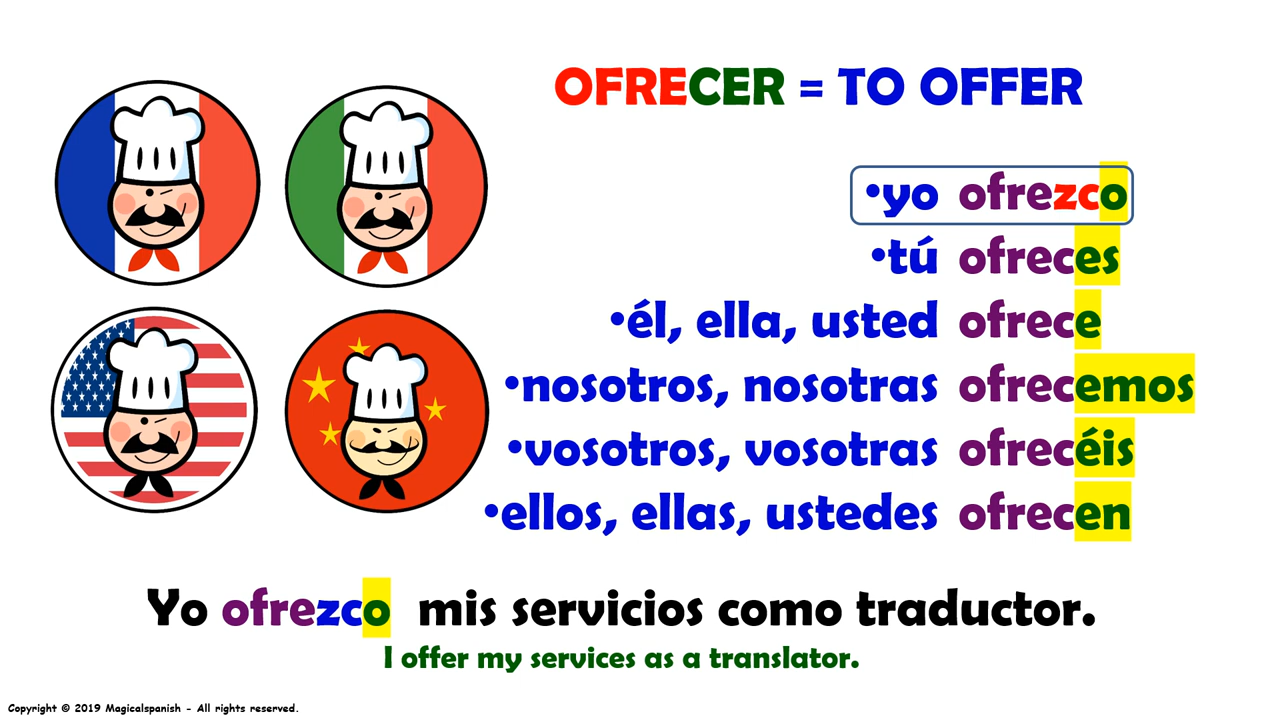 OFRECER = TO OFFER
•yo ofrezco
•tú ofreces
•él, ella, usted ofrece
•nosotros, nosotras ofrecemos
•vosotros, vosotras ofrecéis
•ellos, ellas, ustedes ofrecen
Yo ofrezco mis servicios como traductor.
I offer my services as a translator.
Copyright © 2019 Magicalspanish - All rights reserved.